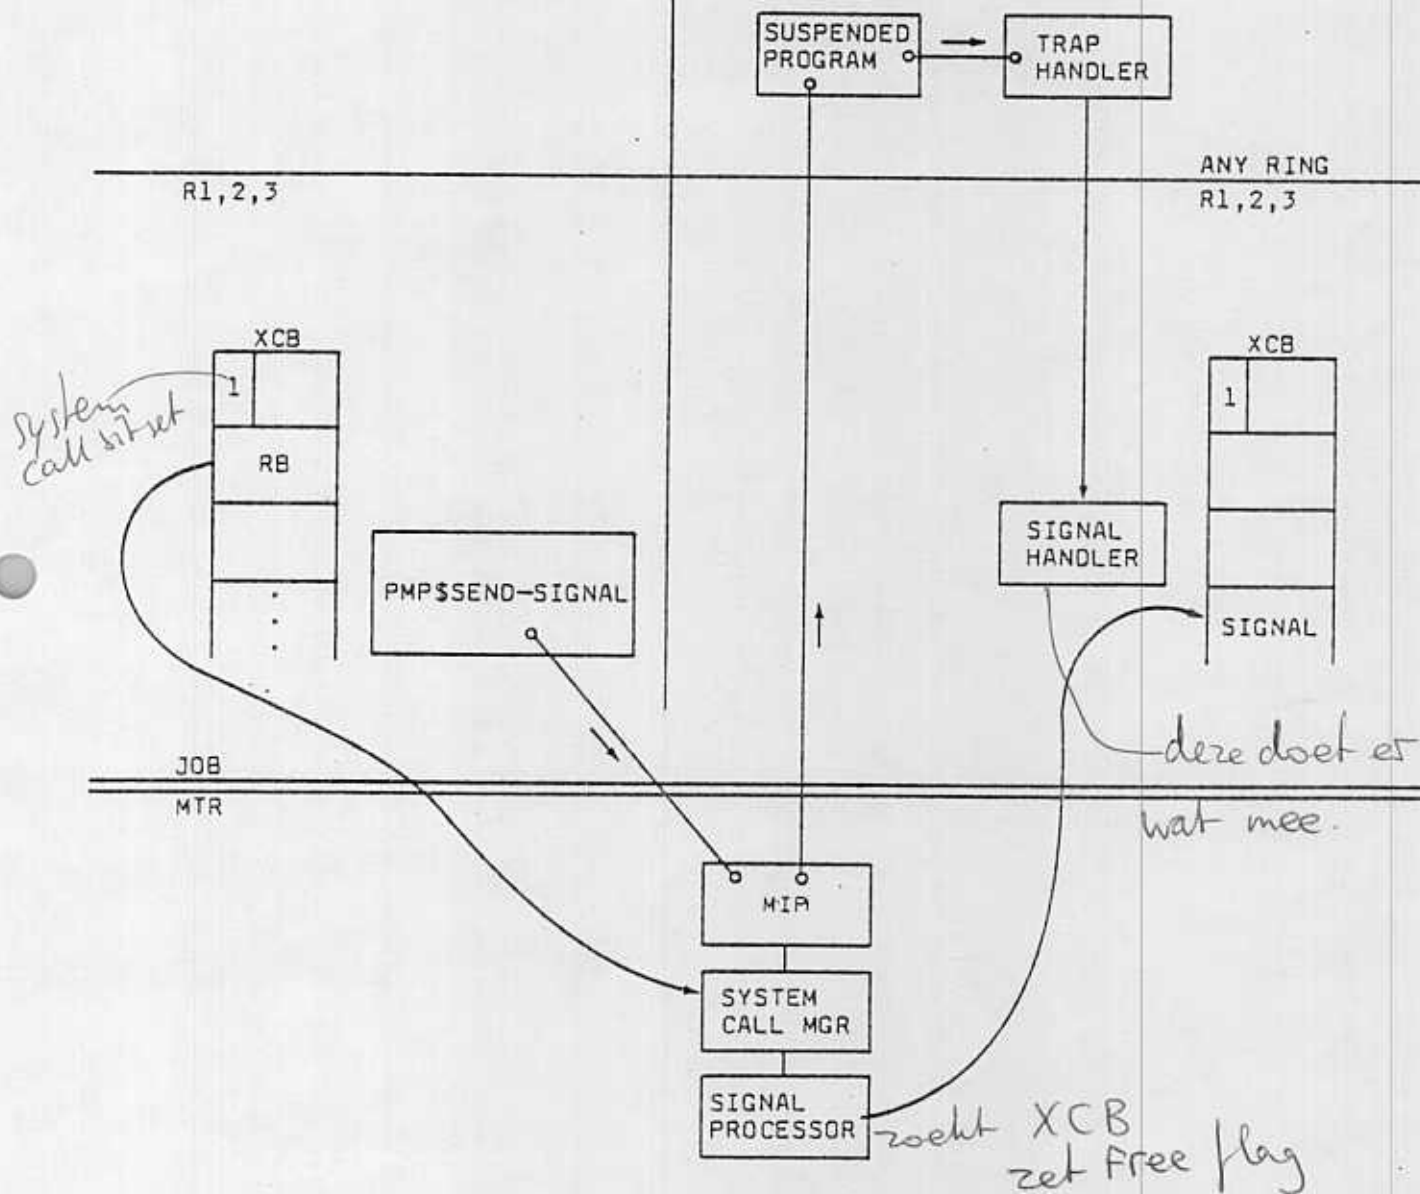 SUSPENDED
PROGRAM
TRAP
HANDLER
ANY RING
R1,2,3
R1,2,3
XCB
1
RB
system
call bit set
PMP$SEND-SIGNAL
SIGNAL
HANDLER
XCB
1
SIGNAL
deze doet er
wat mee.
JOB
MTR
MIP
SYSTEM
CALL MGR
SIGNAL
PROCESSOR
zoekt XCB
zet Free flag